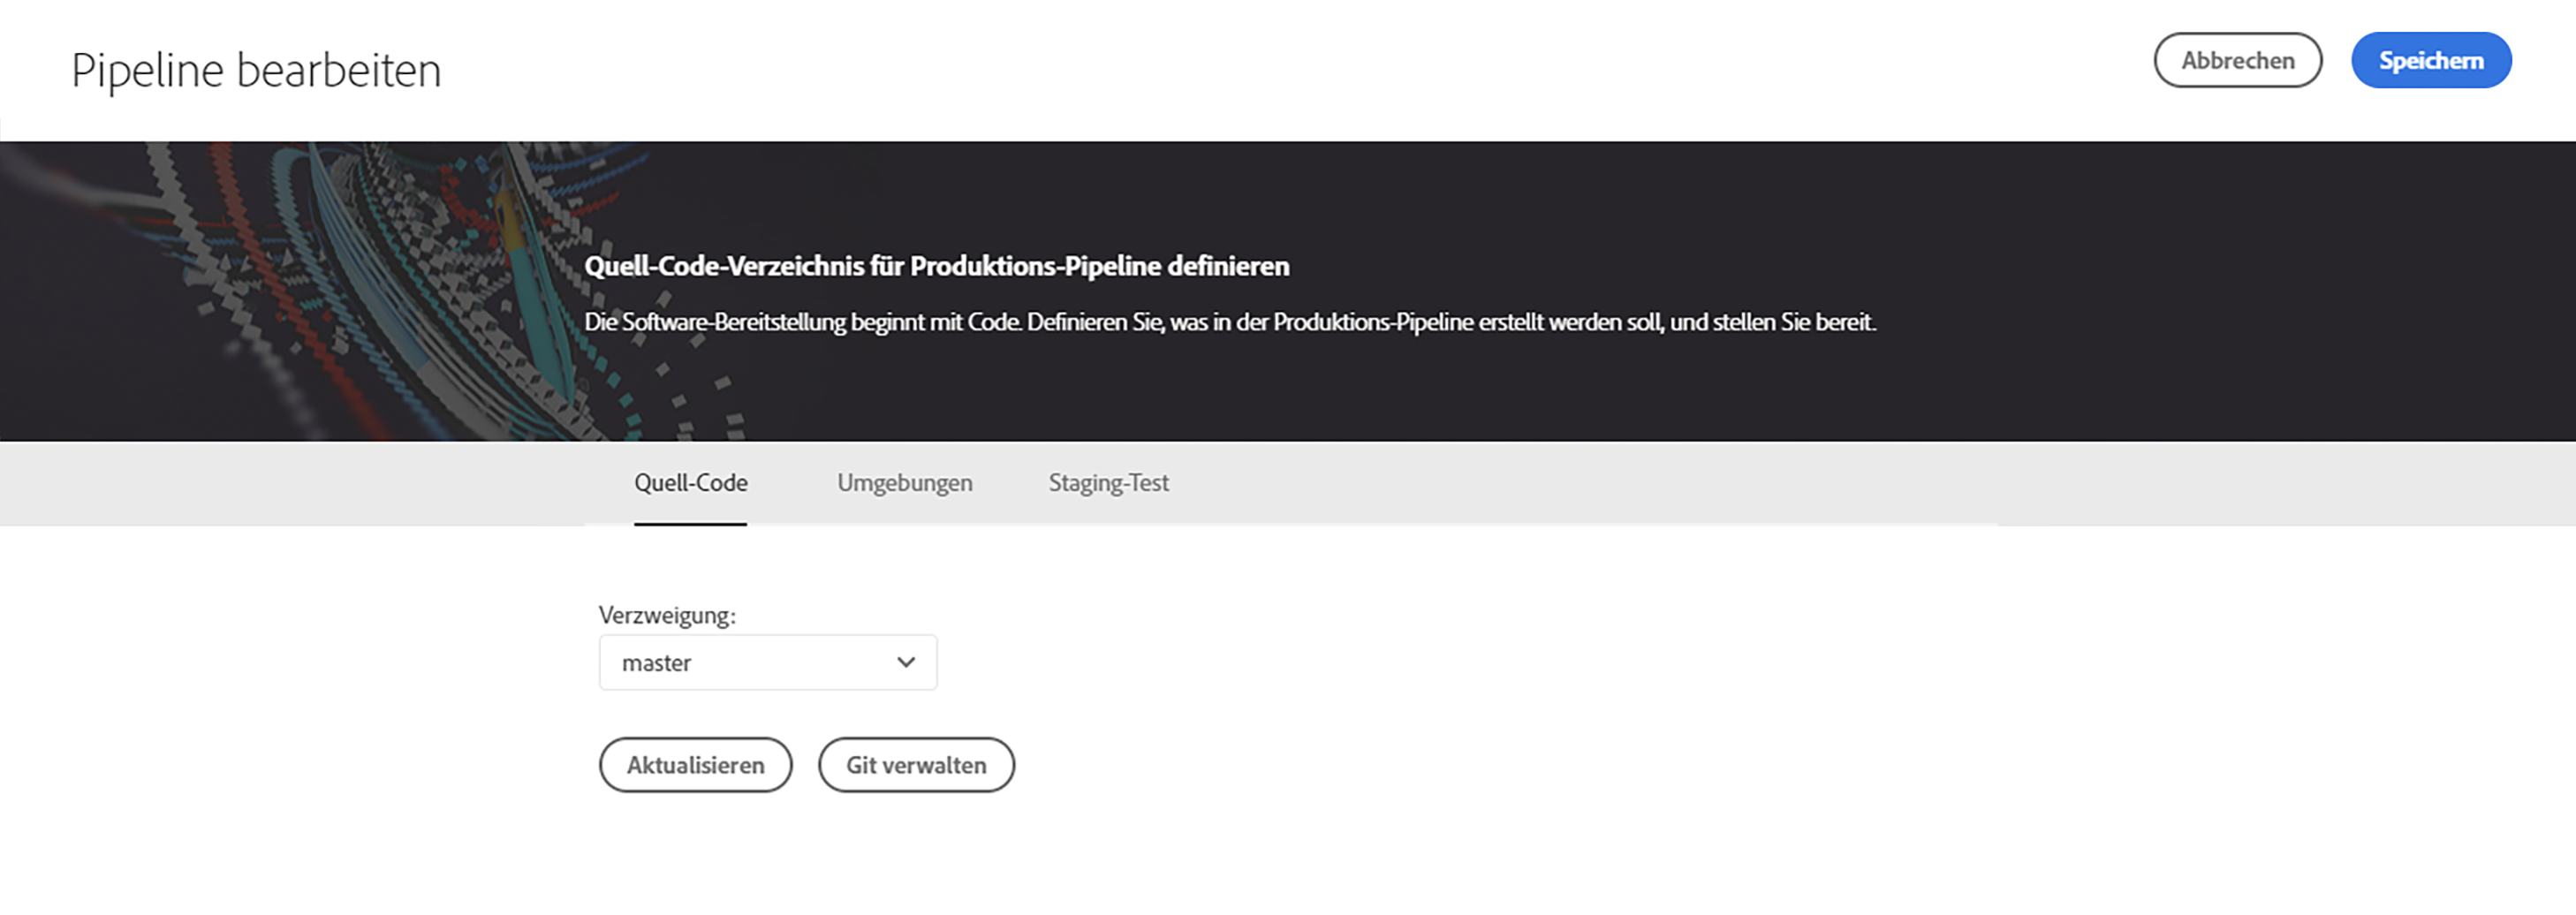 Pipeline bearbeiten
Abbrechen
Speichern
Quell-Code-Verzeichnis für Produktions-Pipeline definieren
Die Software-Bereitstellung beginnt mit Code. Definieren Sie, was in der Produktions-Pipeline erstellt werden soll, und stellen Sie bereit.
Quell-Code
Umgebungen
Staging-Test
Verzweigung:
master
Aktualisieren
Git verwalten